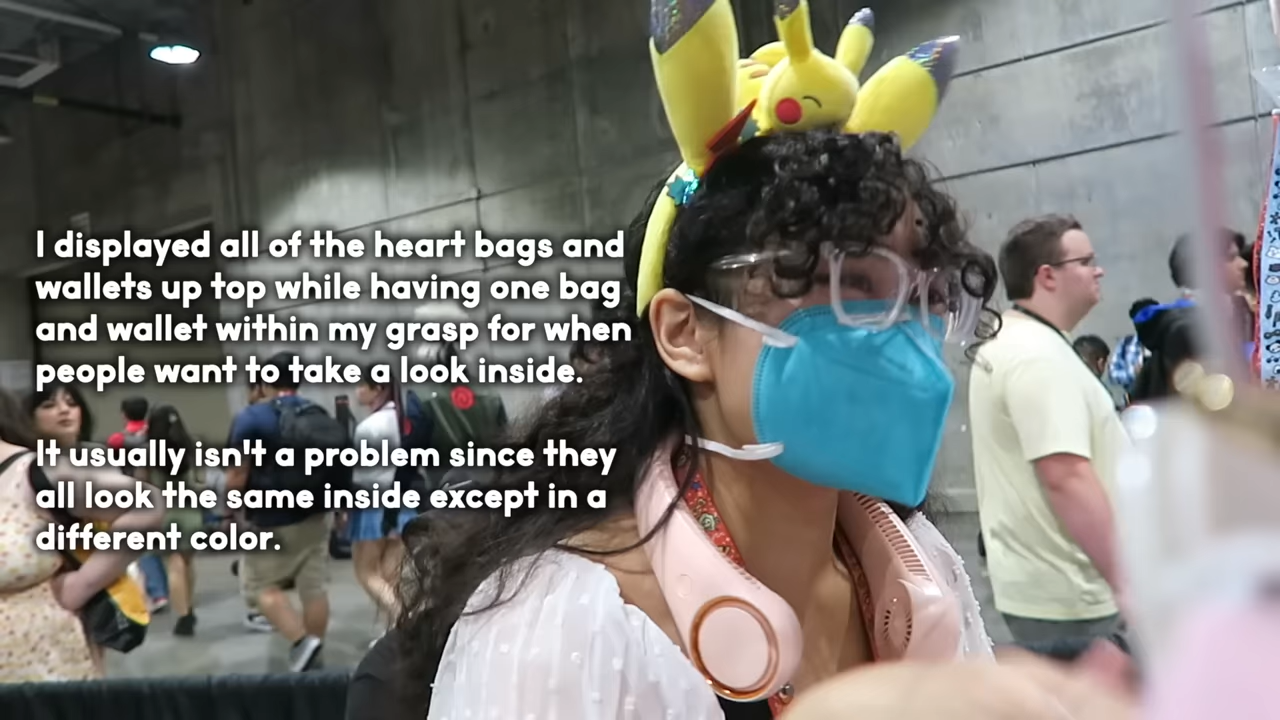 I displayed all of the heart bags and
wallets up top while having one bag
and wallet within my grasp for when
people want to take a look inside.
It usually isn't a problem since they
all look the same inside except in a
different color.